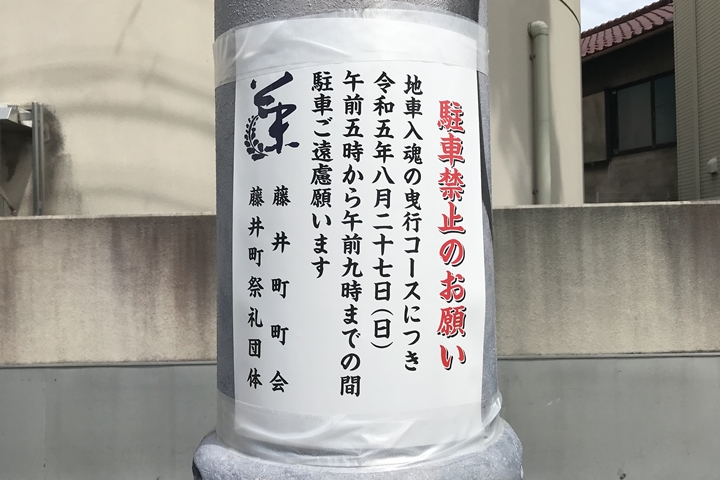 駐車禁止のお願い
地車入魂の曳行コースにつき
令和五年八月二十七日(日)
午前五時から午前九時までの間
駐車ご遠慮願います
藤井町町会
藤井町祭礼団体